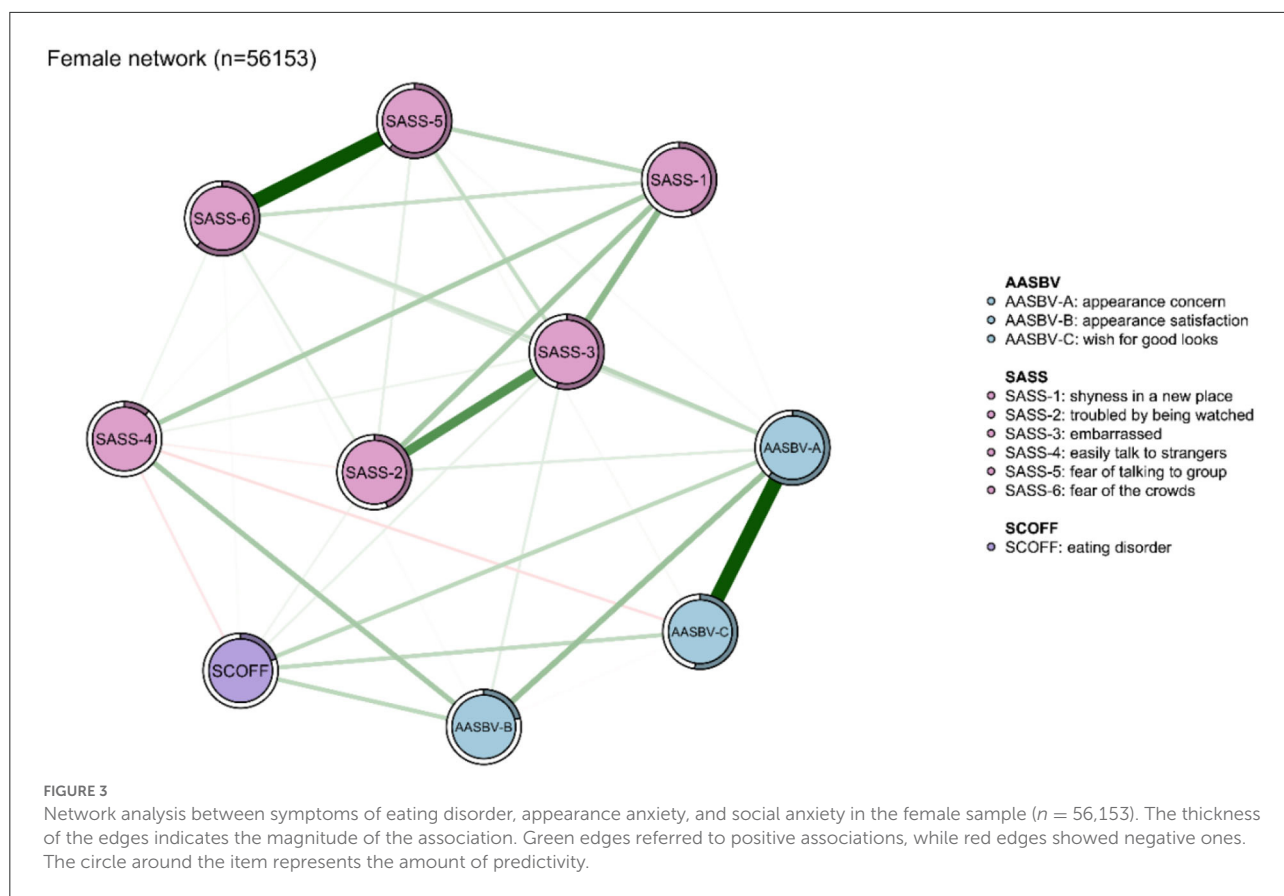 Female network (n=56153)
SASS-5
SASS-1
SASS-6
SASS-3
SASS-4
SASS-2
AASBV-A
AASBV-C
SCOFF
AASBV-B
AASBV
AASBV-A: appearance concern
AASBV-B: appearance satisfaction
AASBV-C: wish for good looks
SASS
SASS-1: shyness in a new place
SASS-2: troubled by being watched
SASS-3: embarrassed
SASS-4: easily talk to strangers
SASS-5: fear of talking to group
SASS-6: fear of the crowds
SCOFF
SCOFF: eating disorder
FIGURE 3
Network analysis between symptoms of eating disorder, appearance anxiety, and social anxiety in the female sample (n = 56,153). The thickness
of the edges indicates the magnitude of the association. Green edges referred to positive associations, while red edges showed negative ones.
The circle around the item represents the amount of predictivity.